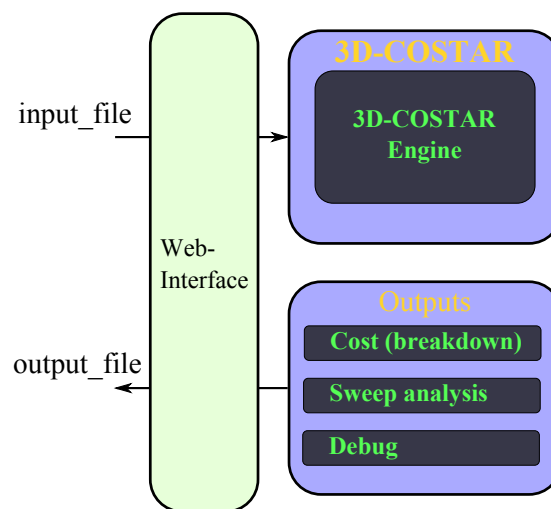 input_file
Web-
Interface
output_file
3D-COSTAR
3D-COSTAR
Engine
Outputs
Cost (breakdown)
Sweep analysis
Debug